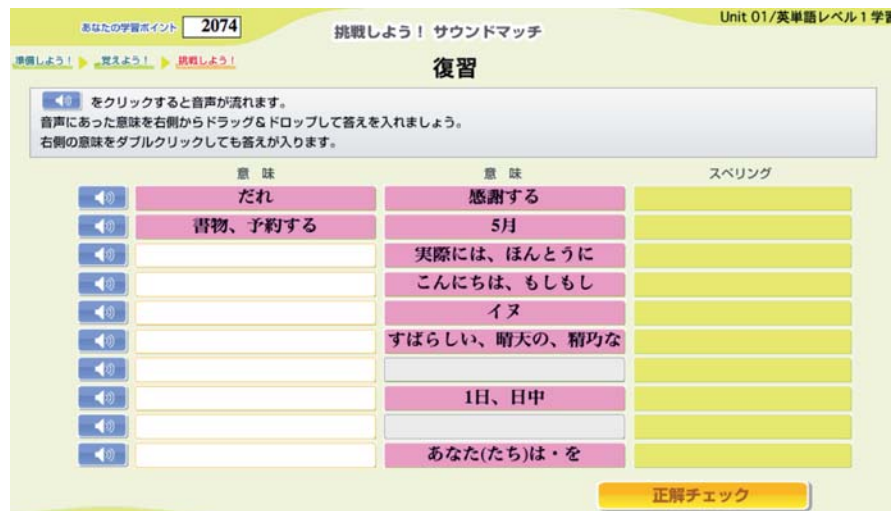 あなたの学習ポイント 2074
挑戦しよう! サウンドマッチ
Unit 01/英単語レベル1学習
準備しよう! 覚えよう! 挑戦しよう!
復習
をクリックすると音声が流れます。
音声にあった意味を右側からドラッグ&ドロップして答えを入れましょう。
右側の意味をダブルクリックしても答えが入ります。
意 味 意 味 スペリング
だれ 感謝する
書物、予約する 5月
実際には、ほんとうに
こんにちは、もしもし
イヌ
すばらしい、晴天の、精巧な
1日、日中
あなた(たち)は・を
正解チェック